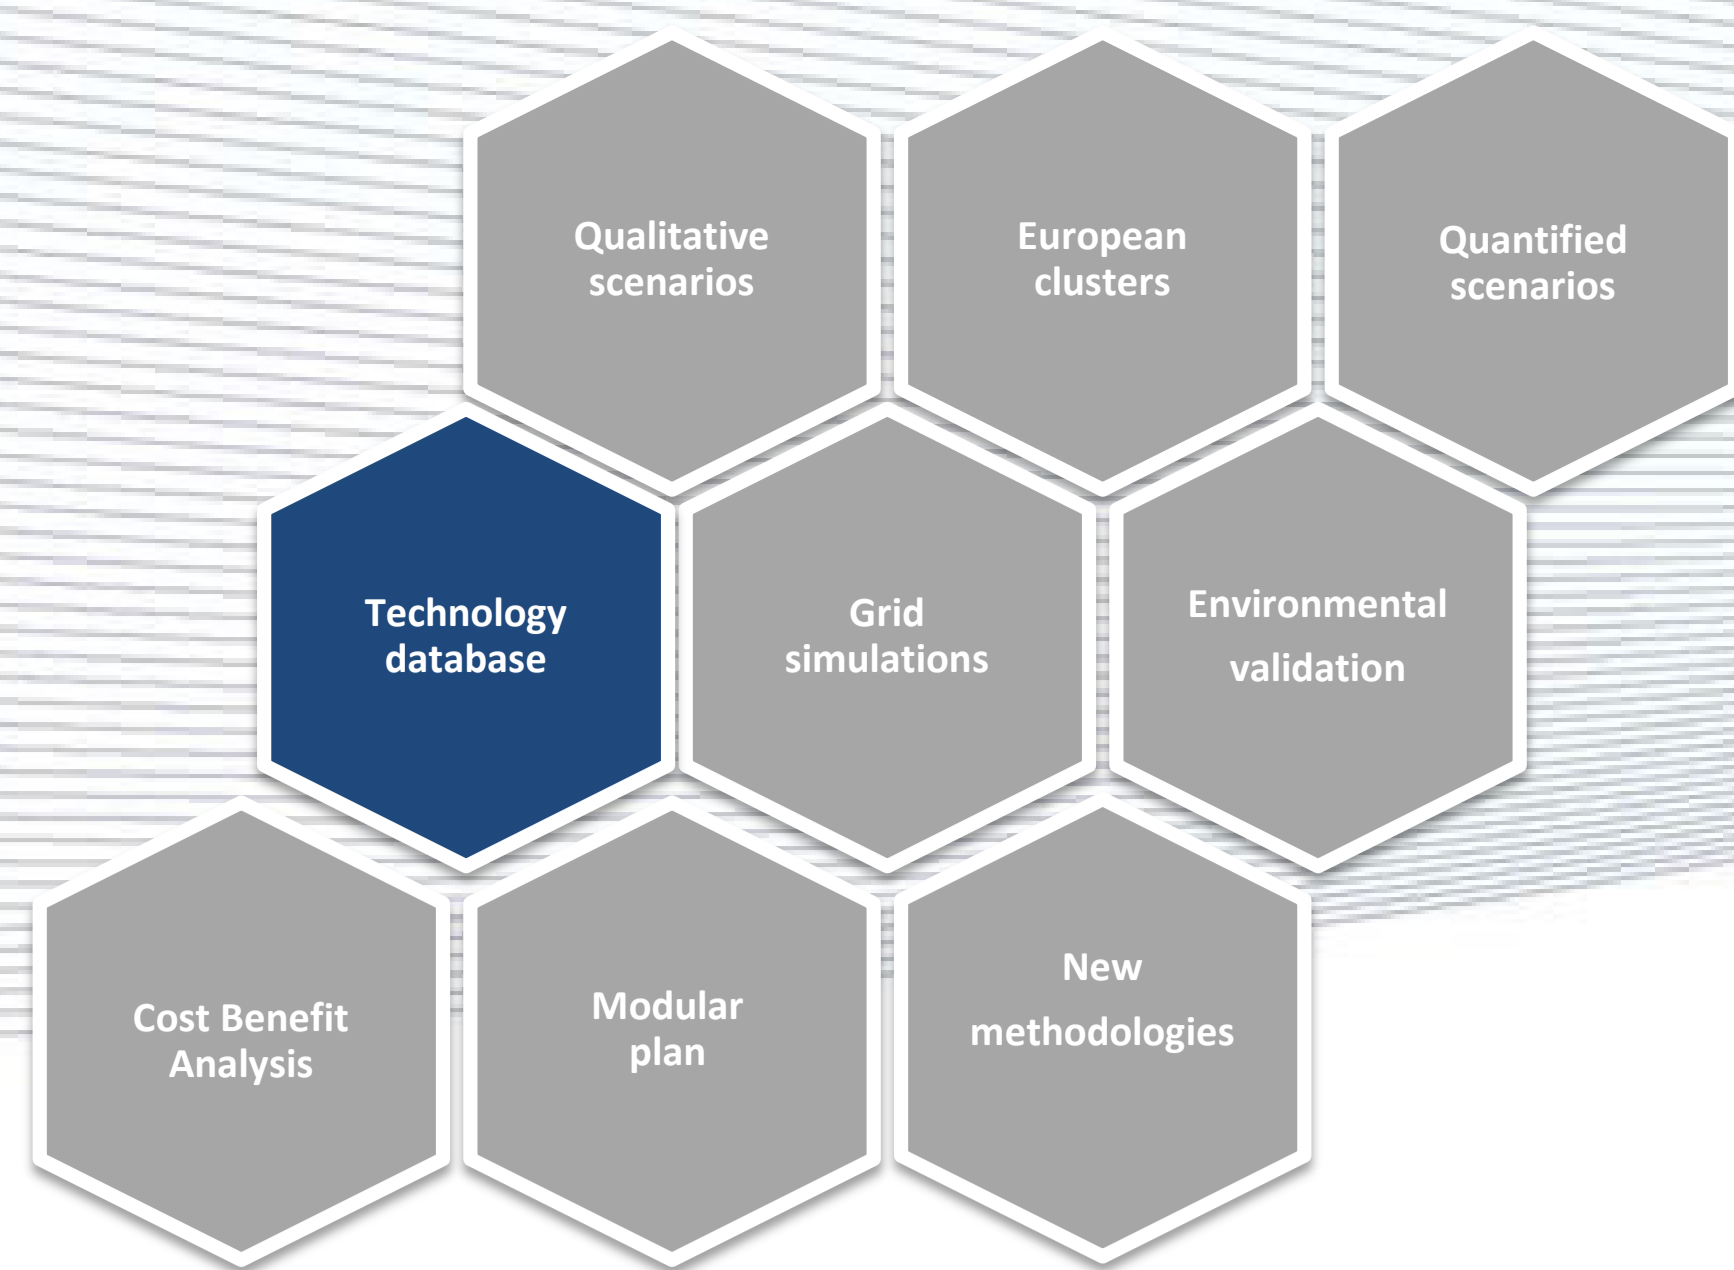 Qualitative
scenarios
European
clusters
Quantified
scenarios
Technology
database
Grid
simulations
Environmental
validation
Cost Benefit
Analysis
Modular
plan
New
methodologies